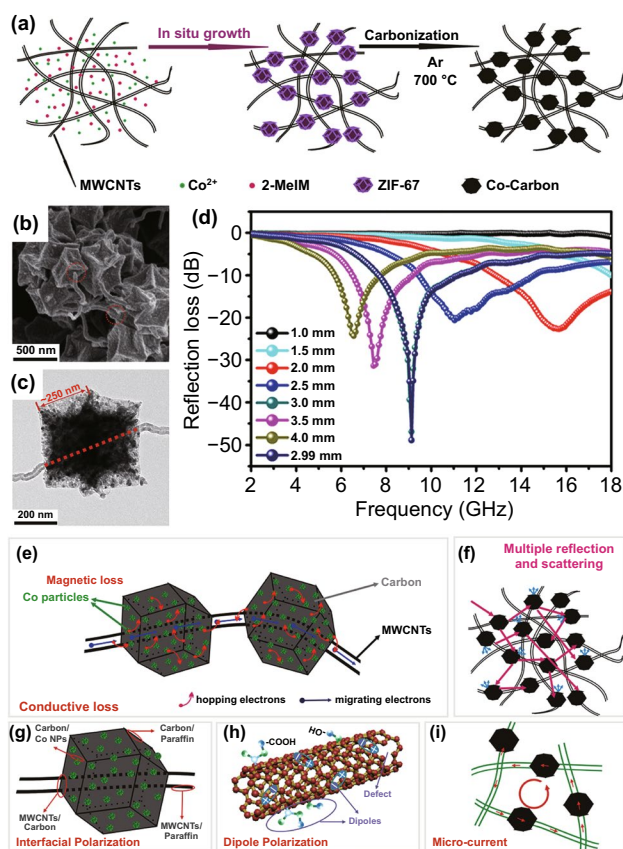 (a)
In situ growth
Carbonization
Ar
700 °C
MWCNTs
Co2+
2-MeIM
ZIF-67
Co-Carbon
(b)
500 nm
(c)
~250 nm
200 nm
(d)
Reflection loss (dB)
0
−10
−20
−30
−40
−50
1.0 mm
1.5 mm
2.0 mm
2.5 mm
3.0 mm
3.5 mm
4.0 mm
2.99 mm
2 4 6 8 10 12 14 16 18
Frequency (GHz)
(e)
Magnetic loss
Co particles
Carbon
MWCNTs
Conductive loss
hopping electrons
migrating electrons
(f)
Multiple reflection
and scattering
(g)
Carbon/
Co NPs
Carbon/
Paraffin
MWCNTs/
Carbon
MWCNTs/
Paraffin
Interfacial Polarization
(h)
-COOH
HO-
Defect
Dipoles
Dipole Polarization
(i)
Micro-current